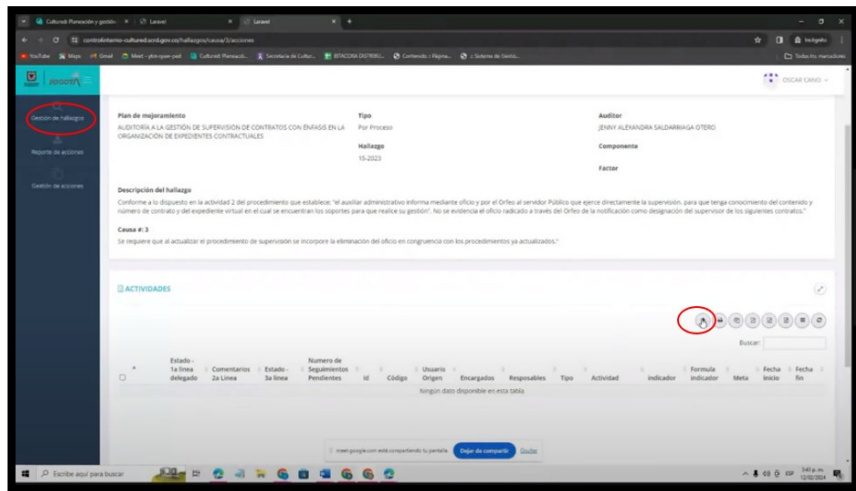 Cultured: Planeación y gestión
Laravel
Laravel
controlinterno-cultured.scrd.gov.co/hallazgos/causa/3/acciones
Incógnito
YouTube
Maps
Gmail
Todos los marcadores
BOGOTÁ
OSCAR CANO
Gestión de hallazgos
Reporte de acciones
Gestión de acciones
Plan de mejoramiento
AUDITORÍA A LA GESTIÓN DE SUPERVISIÓN DE CONTRATOS CON ÉNFASIS EN LA
ORGANIZACIÓN DE EXPEDIENTES CONTRACTUALES
Tipo
Por Proceso
Hallazgo
15-2023
Auditor
JENNY ALEXANDRA SALDARRIAGA OTERO
Componente
Factor
Descripción del hallazgo
Conforme a lo dispuesto en la actividad 2 del procedimiento que establece: "el auxiliar administrativo informa mediante oficio y por el Orfeo al servidor Público que ejerce directamente la supervisión, para que tenga conocimiento del contenido y
número de contrato y del expediente virtual en el cual se encuentran los soportes para que realice su gestión". No se evidencia el oficio radicado a través del Orfeo de la notificación como designación del supervisor de los siguientes contratos."
Causa #: 3
Se requiere que al actualizar el procedimiento de supervisión se incorpore la eliminación del oficio en congruencia con los procedimientos ya actualizados."
ACTIVIDADES
Buscar:
Estado - 1a línea delegado
Comentarios 2a Linea
Estado - 3a línea
Numero de Seguimientos Pendientes
Id
Código
Usuario Origen
Encargados
Resposables
Tipo
Actividad
indicador
Formula indicador
Meta
Fecha inicio
Fecha fin
Ningún dato disponible en esta tabla
meet.google.com está compartiendo tu pantalla.
Dejar de compartir
Ocultar
Escribe aquí para buscar
ESP
5:43 p. m.
12/02/2024